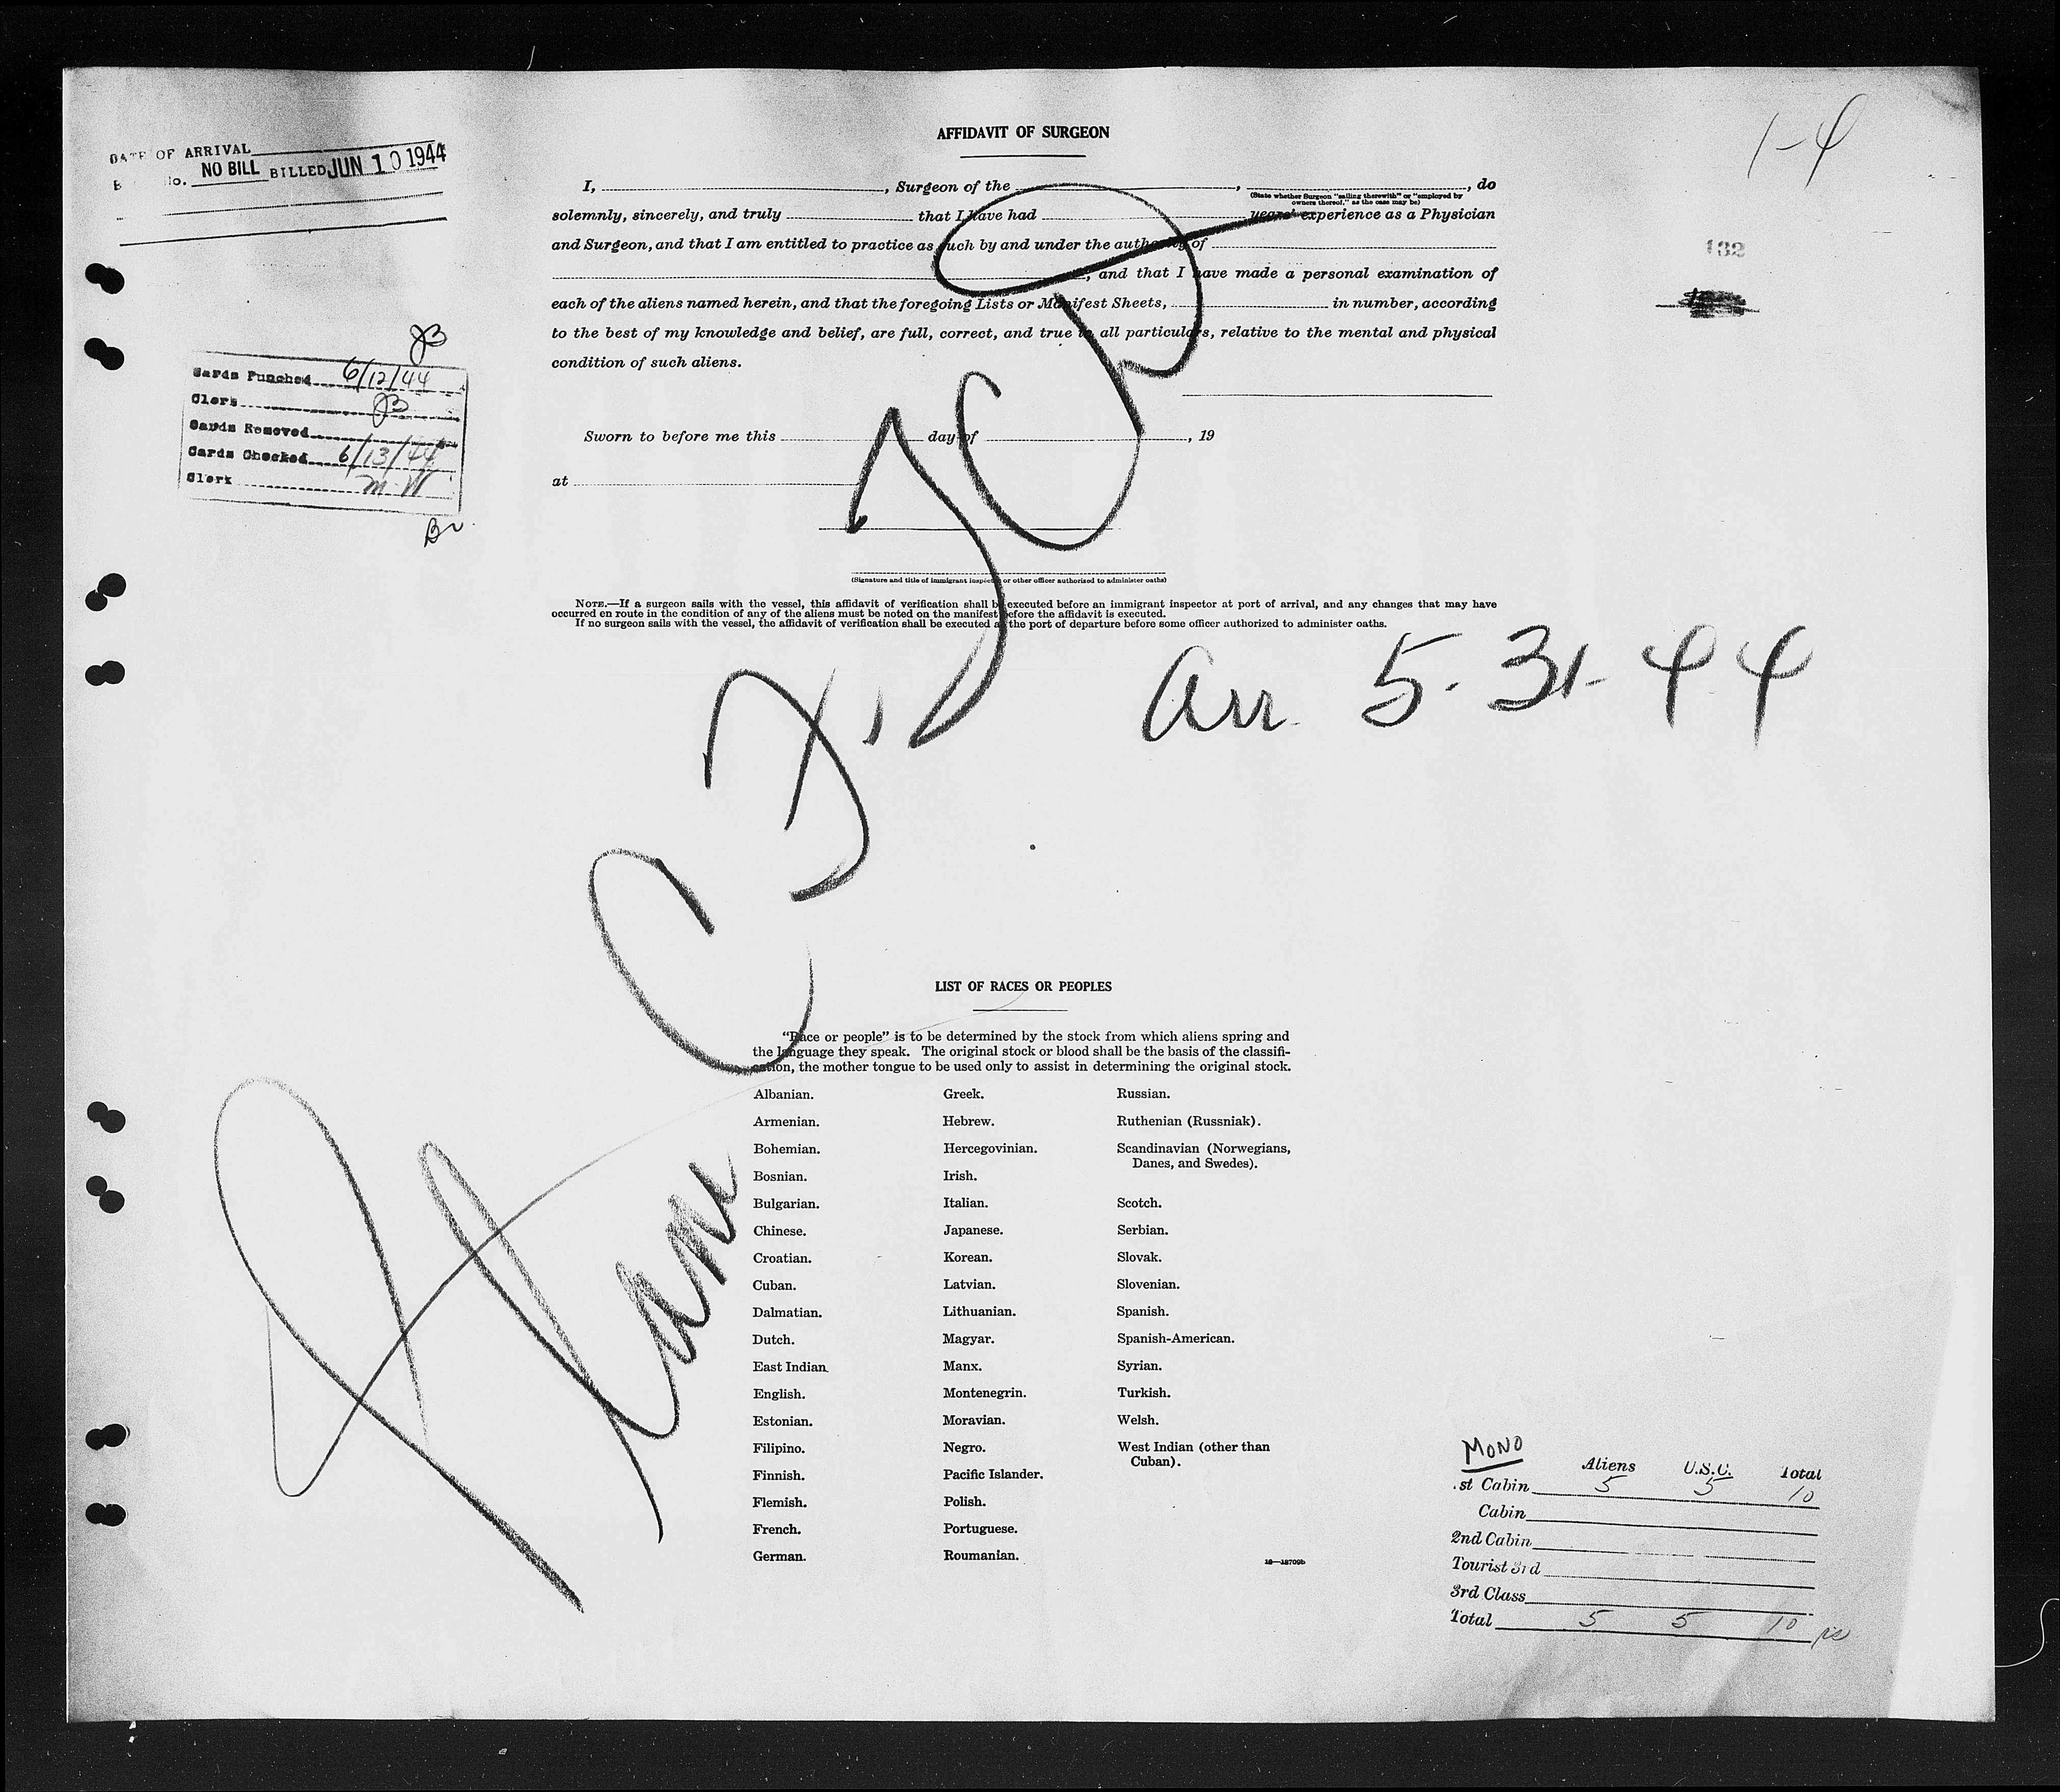 DATE OF ARRIVAL
No. NO BILL BILLED JUN 10 1944
AFFIDAVIT OF SURGEON
1-4
I, , Surgeon of the , , do
(State whether Surgeon "sailing therewith" or "employed by
owners thereof," as the case may be)
solemnly, sincerely, and truly that I have had years' experience as a Physician
and Surgeon, and that I am entitled to practice as such by and under the authority of
, and that I have made a personal examination of
each of the aliens named herein, and that the foregoing Lists or Manifest Sheets, in number, according
to the best of my knowledge and belief, are full, correct, and true in all particulars, relative to the mental and physical
condition of such aliens.
132
Cards Punched 6/12/44
Clerk
Cards Removed
Cards Checked 6/13/44
Clerk M.W
Sworn to before me this day of , 19
at
(Signature and title of immigrant inspector or other officer authorized to administer oaths)
NOTE.—If a surgeon sails with the vessel, this affidavit of verification shall be executed before an immigrant inspector at port of arrival, and any changes that may have
occurred en route in the condition of any of the aliens must be noted on the manifest before the affidavit is executed.
If no surgeon sails with the vessel, the affidavit of verification shall be executed at the port of departure before some officer authorized to administer oaths.
Arr. 5-31-44
LIST OF RACES OR PEOPLES
"Race or people" is to be determined by the stock from which aliens spring and
the language they speak. The original stock or blood shall be the basis of the classifi-
cation, the mother tongue to be used only to assist in determining the original stock.
Albanian.
Armenian.
Bohemian.
Bosnian.
Bulgarian.
Chinese.
Croatian.
Cuban.
Dalmatian.
Dutch.
East Indian
English.
Estonian.
Filipino.
Finnish.
Flemish.
French.
German.
Greek.
Hebrew.
Hercegovinian.
Irish.
Italian.
Japanese.
Korean.
Latvian.
Lithuanian.
Magyar.
Manx.
Montenegrin.
Moravian.
Negro.
Pacific Islander.
Polish.
Portuguese.
Roumanian.
Russian.
Ruthenian (Russniak).
Scandinavian (Norwegians,
Danes, and Swedes).
Scotch.
Serbian.
Slovak.
Slovenian.
Spanish.
Spanish-American.
Syrian.
Turkish.
Welsh.
West Indian (other than
Cuban).
16—18709b
MONO
Aliens U.S.C. Total
st Cabin 5 5 10
Cabin
2nd Cabin
Tourist 3rd
3rd Class
Total 5 5 10